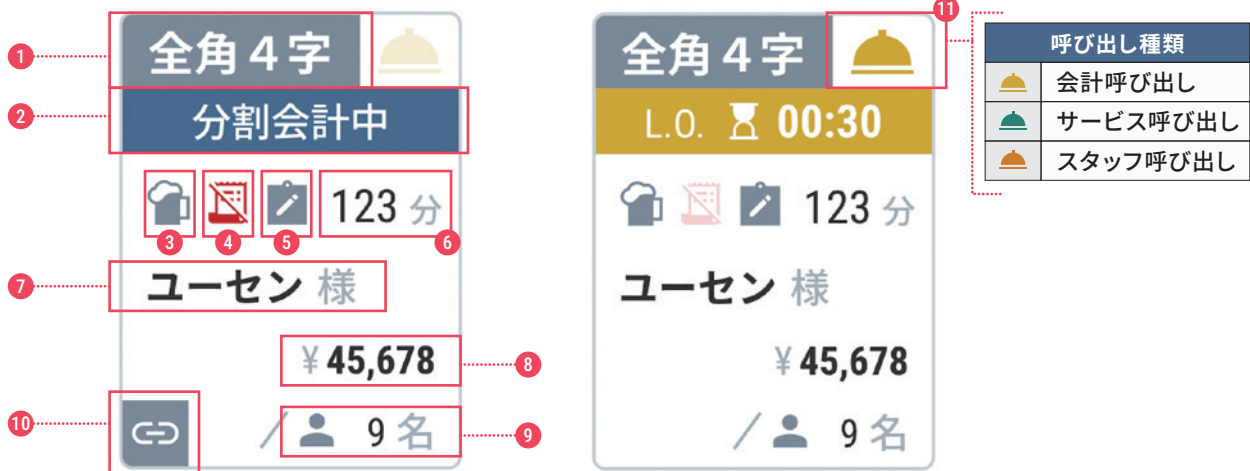 1
全角４字
2
分割会計中
3
4
5
123 分
6
7
ユーセン 様
¥ 45,678
8
10
/ 9 名
9
全角４字
11
L.O. 00:30
123 分
ユーセン 様
¥ 45,678
/ 9 名
呼び出し種類
会計呼び出し
サービス呼び出し
スタッフ呼び出し